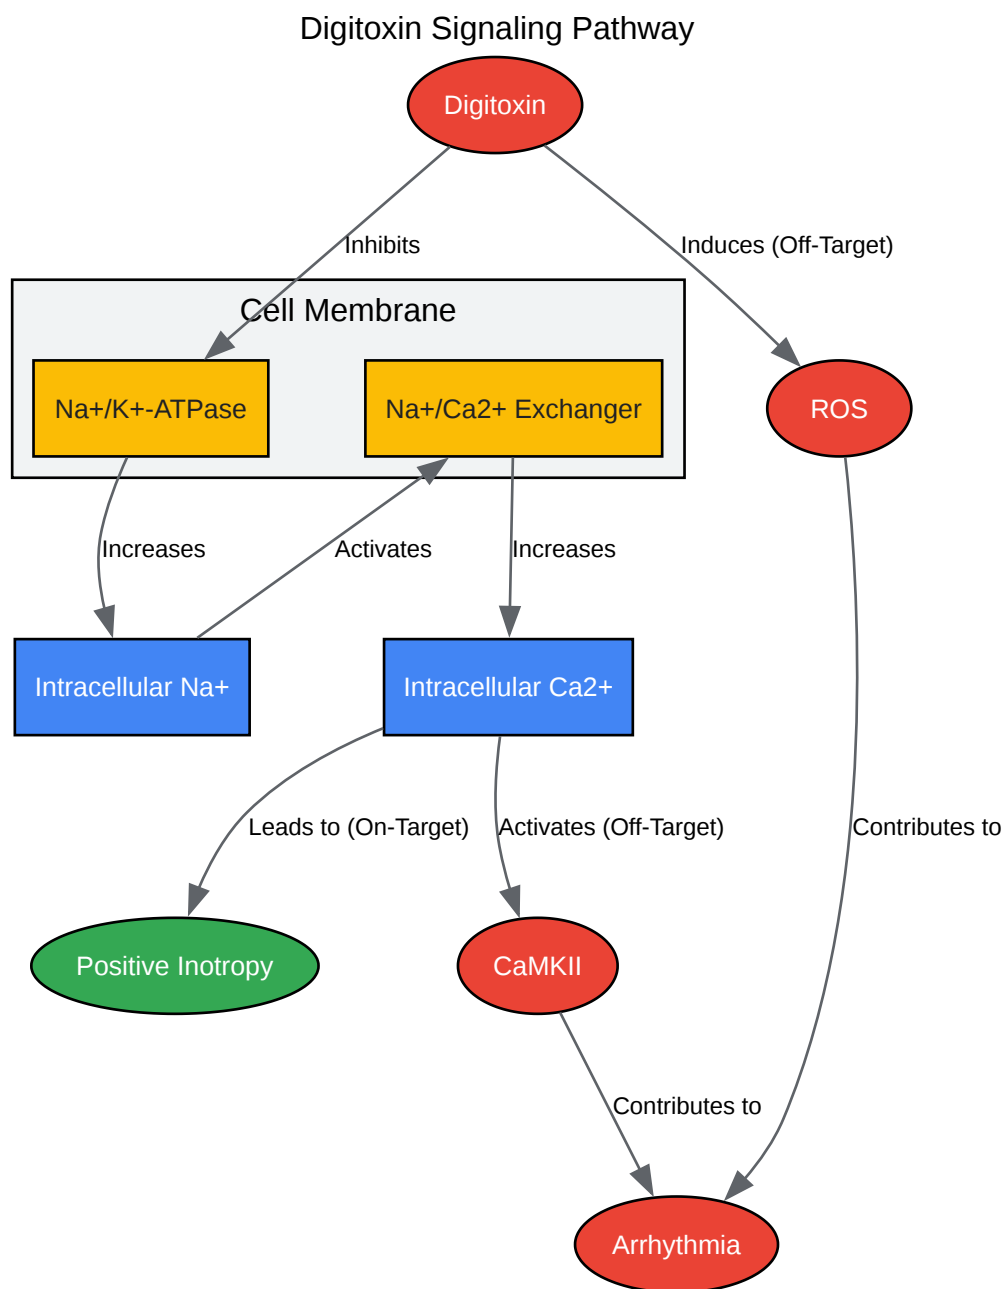 Digitoxin Signaling Pathway
Digitoxin
Inhibits
Induces (Off-Target)
Cell Membrane
Na+/K+-ATPase
Na+/Ca2+ Exchanger
ROS
Increases
Activates
Increases
Intracellular Na+
Intracellular Ca2+
Leads to (On-Target)
Activates (Off-Target)
Contributes to
Positive Inotropy
CaMKII
Contributes to
Arrhythmia